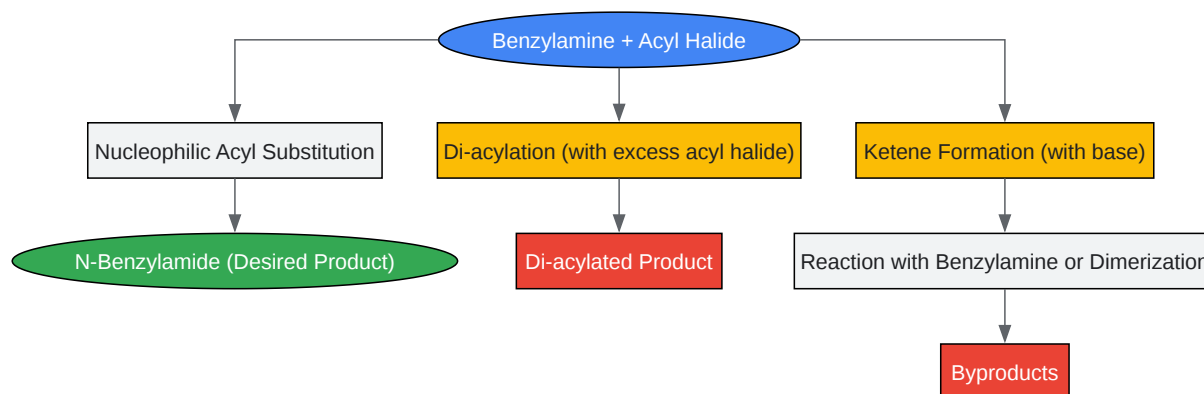 Benzylamine + Acyl Halide
Nucleophilic Acyl Substitution
Di-acylation (with excess acyl halide)
Ketene Formation (with base)
N-Benzylamide (Desired Product)
Di-acylated Product
Reaction with Benzylamine or Dimerization
Byproducts